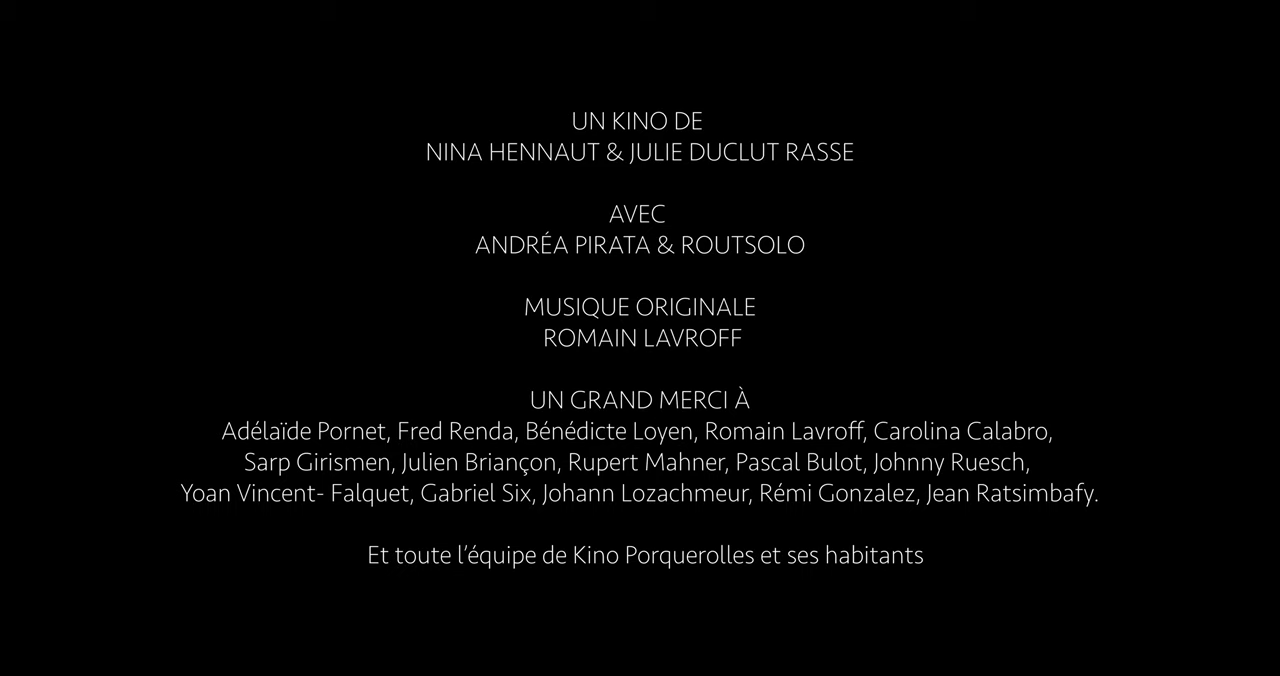 UN KINO DE
NINA HENNAUT & JULIE DUCLUT RASSE
AVEC
ANDRÉA PIRATA & ROUTSOLO
MUSIQUE ORIGINALE
ROMAIN LAVROFF
UN GRAND MERCI À
Adélaïde Pornet, Fred Renda, Bénédicte Loyen, Romain Lavroff, Carolina Calabro,
Sarp Girismen, Julien Briançon, Rupert Mahner, Pascal Bulot, Johnny Ruesch,
Yoan Vincent- Falquet, Gabriel Six, Johann Lozachmeur, Rémi Gonzalez, Jean Ratsimbafy.
Et toute l’équipe de Kino Porquerolles et ses habitants